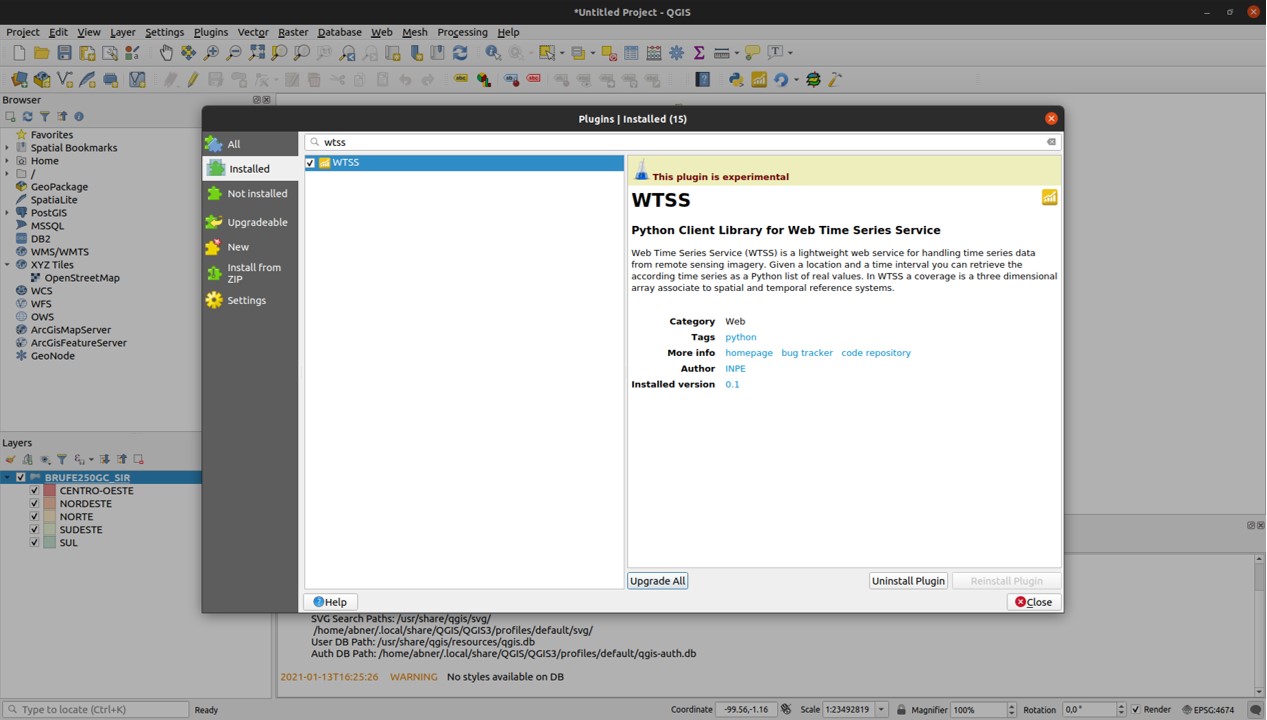 *Untitled Project - QGIS
Project Edit View Layer Settings Plugins Vector Raster Database Web Mesh Processing Help
Browser
Favorites
Spatial Bookmarks
Home
/
GeoPackage
SpatiaLite
PostGIS
MSSQL
DB2
WMS/WMTS
XYZ Tiles
OpenStreetMap
WCS
WFS
OWS
ArcGisMapServer
ArcGisFeatureServer
GeoNode
Layers
BRUFE250GC_SIR
CENTRO-OESTE
NORDESTE
NORTE
SUDESTE
SUL
Plugins | Installed (15)
All
Installed
Not installed
Upgradeable
New
Install from
ZIP
Settings
wtss
WTSS
This plugin is experimental
WTSS
Python Client Library for Web Time Series Service
Web Time Series Service (WTSS) is a lightweight web service for handling time series data
from remote sensing imagery. Given a location and a time interval you can retrieve the
according time series as a Python list of real values. In WTSS a coverage is a three dimensional
array associate to spatial and temporal reference systems.
Category Web
Tags python
More info homepage bug tracker code repository
Author INPE
Installed version 0.1
Upgrade All Uninstall Plugin Reinstall Plugin
Help Close
SVG Search Paths: /usr/share/qgis/svg/
/home/abner/.local/share/QGIS/QGIS3/profiles/default/svg/
User DB Path: /usr/share/qgis/resources/qgis.db
Auth DB Path: /home/abner/.local/share/QGIS/QGIS3/profiles/default/qgis-auth.db
2021-01-13T16:25:26 WARNING No styles available on DB
Type to locate (Ctrl+K) Ready Coordinate -99.56,-1.16 Scale 1:23492819 Magnifier 100% Rotation 0,0° Render EPSG:4674